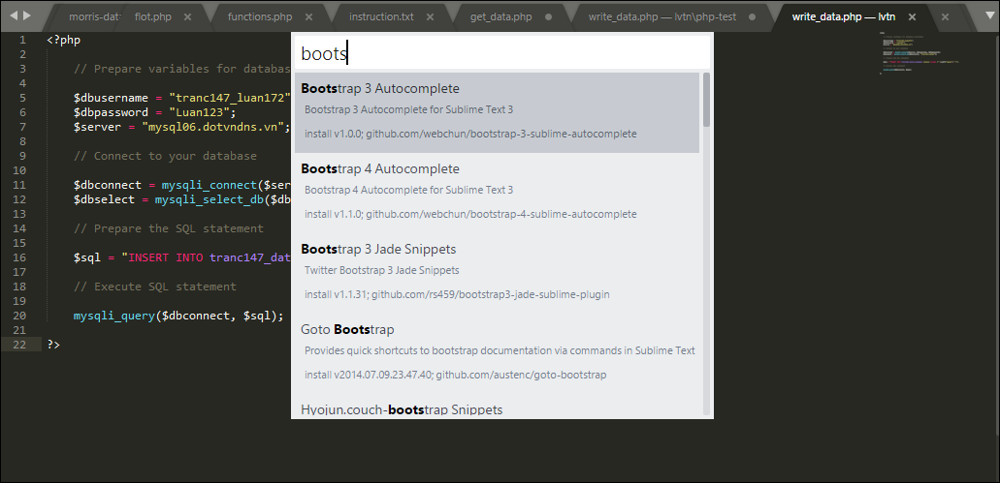 morris-dat
flot.php
functions.php
instruction.txt
get_data.php
write_data.php — lvtn\php-test
write_data.php — lvtn
boots
Bootstrap 3 Autocomplete
Bootstrap 3 Autocomplete for Sublime Text 3
install v1.0.0; github.com/webchun/bootstrap-3-sublime-autocomplete
Bootstrap 4 Autocomplete
Bootstrap 4 Autocomplete for Sublime Text 3
install v1.1.0; github.com/webchun/bootstrap-4-sublime-autocomplete
Bootstrap 3 Jade Snippets
Twitter Bootstrap 3 Jade Snippets
install v1.1.31; github.com/rs459/bootstrap3-jade-sublime-plugin
Goto Bootstrap
Provides quick shortcuts to bootstrap documentation via commands in Sublime Text
install v2014.07.09.23.47.40; github.com/austenc/goto-bootstrap
Hyojun.couch-bootstrap Snippets
1 <?php
2
3 // Prepare variables for databas
4
5 $dbusername = "tranc147_luan172"
6 $dbpassword = "Luan123";
7 $server = "mysql06.dotvndns.vn";
8
9 // Connect to your database
10
11 $dbconnect = mysqli_connect($ser
12 $dbselect = mysqli_select_db($db
13
14 // Prepare the SQL statement
15
16 $sql = "INSERT INTO tranc147_dat
17
18 // Execute SQL statement
19
20 mysqli_query($dbconnect, $sql);
21
22 ?>